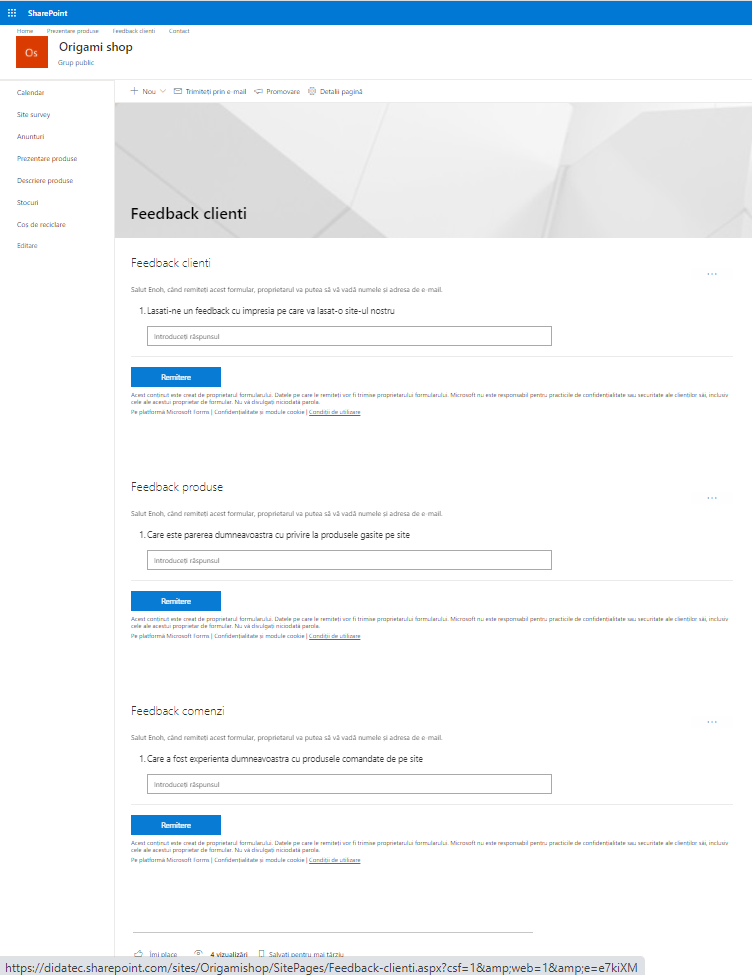 SharePoint
Home Prezentare produse Feedback clienti Contact
Os
Origami shop
Grup public
Calendar
Site survey
Anunturi
Prezentare produse
Descriere produse
Stocuri
Coș de reciclare
Editare
Nou Trimiteți prin e-mail Promovare Detalii pagină
Feedback clienti
Feedback clienti
...
Salut Enoh, când remiteți acest formular, proprietarul va putea să vă vadă numele și adresa de e-mail.
1. Lasati-ne un feedback cu impresia pe care va lasat-o site-ul nostru
Introduceți răspunsul
Remitere
Acest conținut este creat de proprietarul formularului. Datele pe care le remiteți vor fi trimise proprietarului formularului. Microsoft nu este responsabil pentru practicile de confidențialitate sau securitate ale clienților săi, inclusiv
cele ale acestui proprietar de formular. Nu vă divulgați niciodată parola.
Pe platformă Microsoft Forms | Confidențialitate și module cookie | Condiții de utilizare
Feedback produse
...
Salut Enoh, când remiteți acest formular, proprietarul va putea să vă vadă numele și adresa de e-mail.
1. Care este parerea dumneavoastra cu privire la produsele gasite pe site
Introduceți răspunsul
Remitere
Acest conținut este creat de proprietarul formularului. Datele pe care le remiteți vor fi trimise proprietarului formularului. Microsoft nu este responsabil pentru practicile de confidențialitate sau securitate ale clienților săi, inclusiv
cele ale acestui proprietar de formular. Nu vă divulgați niciodată parola.
Pe platformă Microsoft Forms | Confidențialitate și module cookie | Condiții de utilizare
Feedback comenzi
...
Salut Enoh, când remiteți acest formular, proprietarul va putea să vă vadă numele și adresa de e-mail.
1. Care a fost experienta dumneavoastra cu produsele comandate de pe site
Introduceți răspunsul
Remitere
Acest conținut este creat de proprietarul formularului. Datele pe care le remiteți vor fi trimise proprietarului formularului. Microsoft nu este responsabil pentru practicile de confidențialitate sau securitate ale clienților săi, inclusiv
cele ale acestui proprietar de formular. Nu vă divulgați niciodată parola.
Pe platformă Microsoft Forms | Confidențialitate și module cookie | Condiții de utilizare
Îmi place 4 vizualizări Salvați pentru mai târziu
https://didatec.sharepoint.com/sites/Origamishop/SitePages/Feedback-clienti.aspx?csf=1&amp;web=1&amp;e=e7kiXM